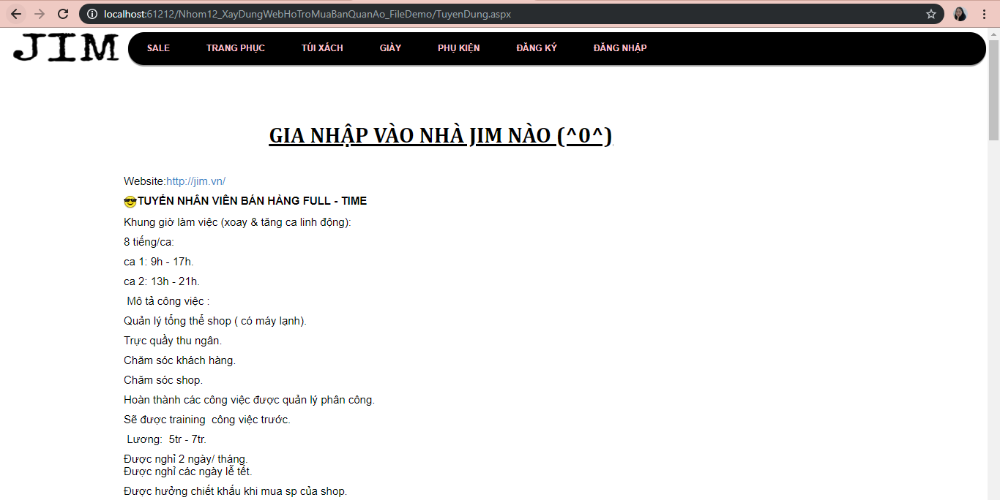 localhost:61212/Nhom12_XayDungWebHoTroMuaBanQuanAo_FileDemo/TuyenDung.aspx
JIM
SALE TRANG PHỤC TÚI XÁCH GIÀY PHỤ KIỆN ĐĂNG KÝ ĐĂNG NHẬP
GIA NHẬP VÀO NHÀ JIM NÀO (^0^)
Website:http://jim.vn/
😎TUYỂN NHÂN VIÊN BÁN HÀNG FULL - TIME
Khung giờ làm việc (xoay & tăng ca linh động):
8 tiếng/ca:
ca 1: 9h - 17h.
ca 2: 13h - 21h.
Mô tả công việc :
Quản lý tổng thể shop ( có máy lạnh).
Trực quầy thu ngân.
Chăm sóc khách hàng.
Chăm sóc shop.
Hoàn thành các công việc được quản lý phân công.
Sẽ được training  công việc trước.
Lương:  5tr - 7tr.
Được nghỉ 2 ngày/ tháng.
Được nghỉ các ngày lễ tết.
Được hưởng chiết khấu khi mua sp của shop.